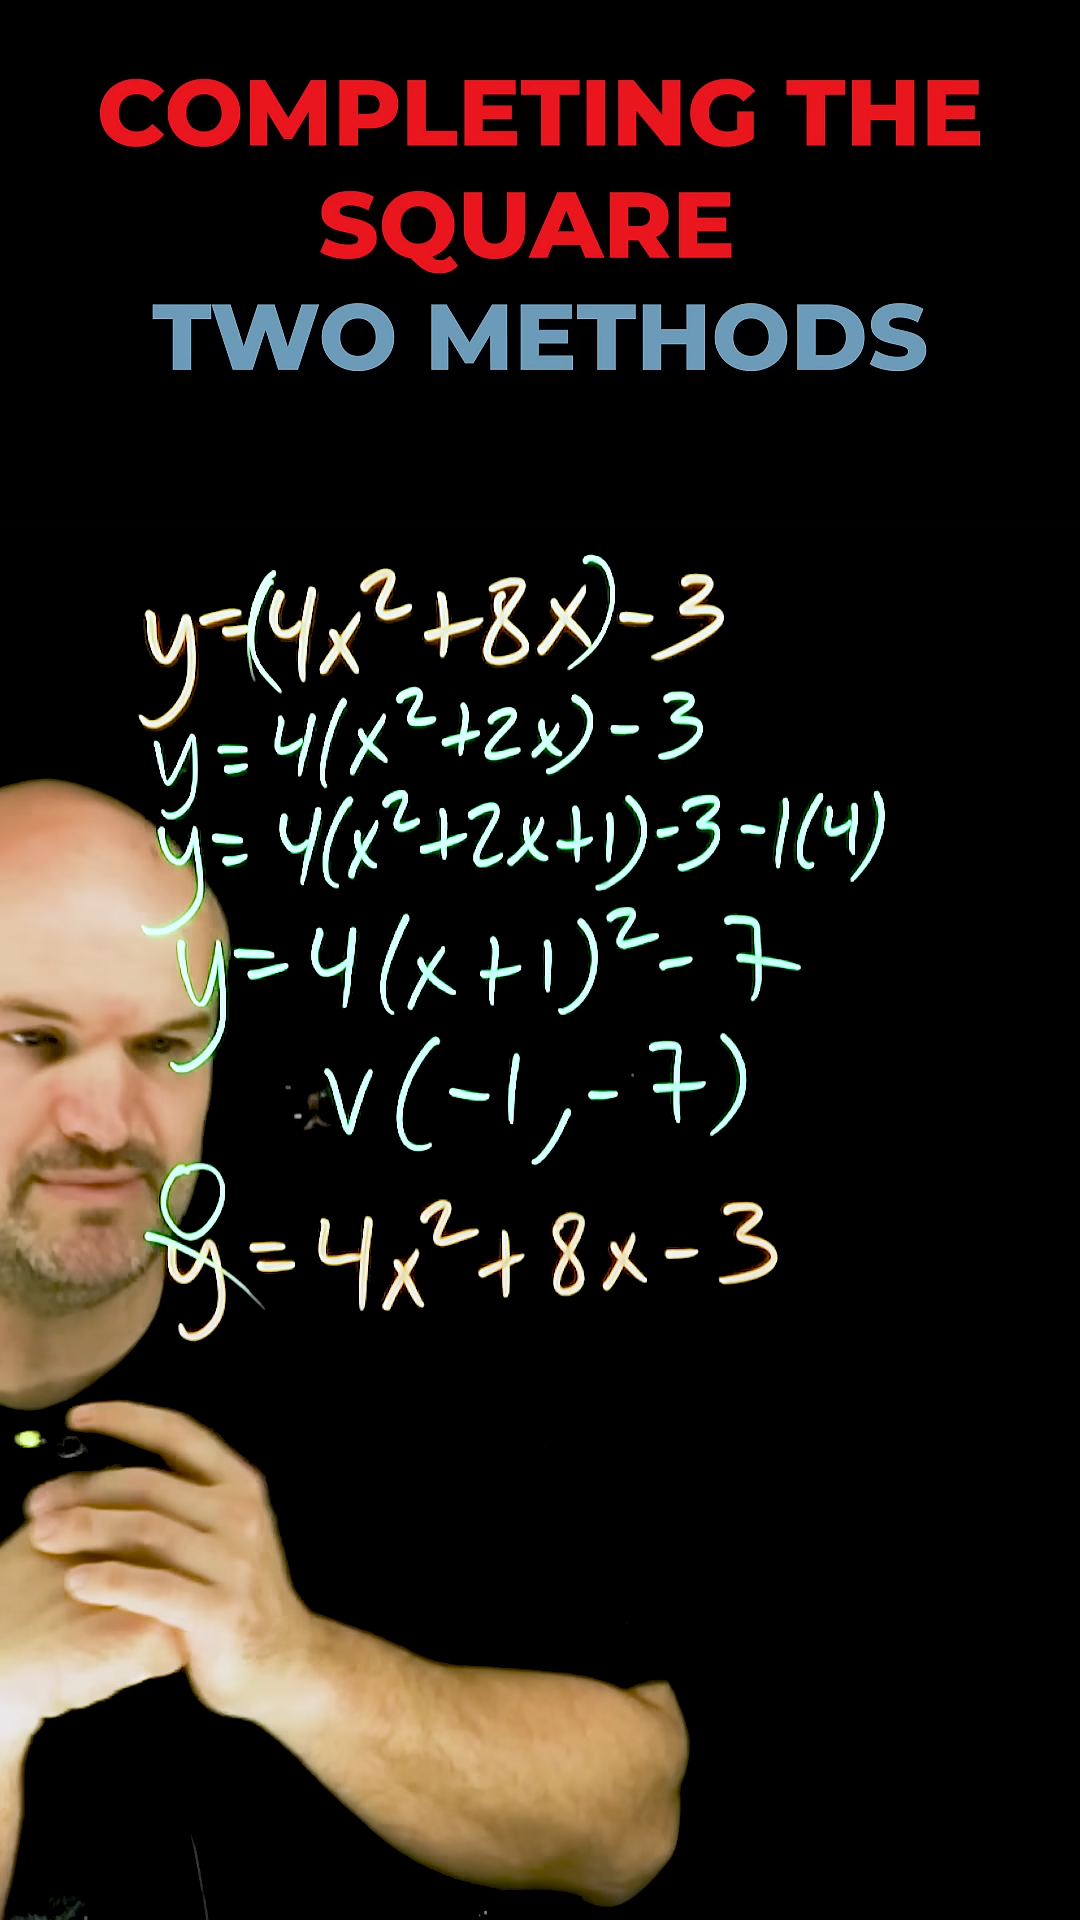 COMPLETING THE
SQUARE
TWO METHODS
y=(4x²+8x)-3
y=4(x²+2x)-3
y=4(x²+2x+1)-3-1(4)
y=4(x+1)²-7
v(-1,-7)
0
y=4x²+8x-3